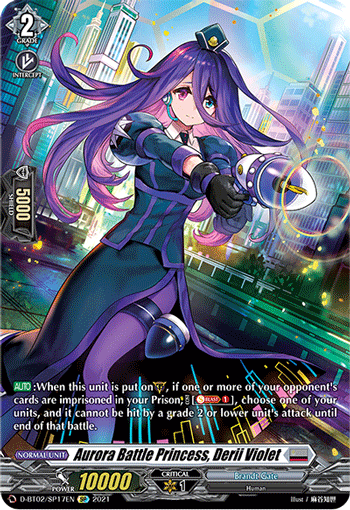 2
GRADE
INTERCEPT
5000
SHIELD
AUTO :When this unit is put on , if one or more of your opponent's
cards are imprisoned in your Prison, [ BLAST 1], choose one of your
units, and it cannot be hit by a grade 2 or lower unit's attack until
end of that battle.
NORMAL UNIT
Aurora Battle Princess, Derii Violet
POWER 10000
CRITICAL
1
Brandt Gate
Human
D-BT02/SP17EN SP 2021
Illust / 麻谷知世